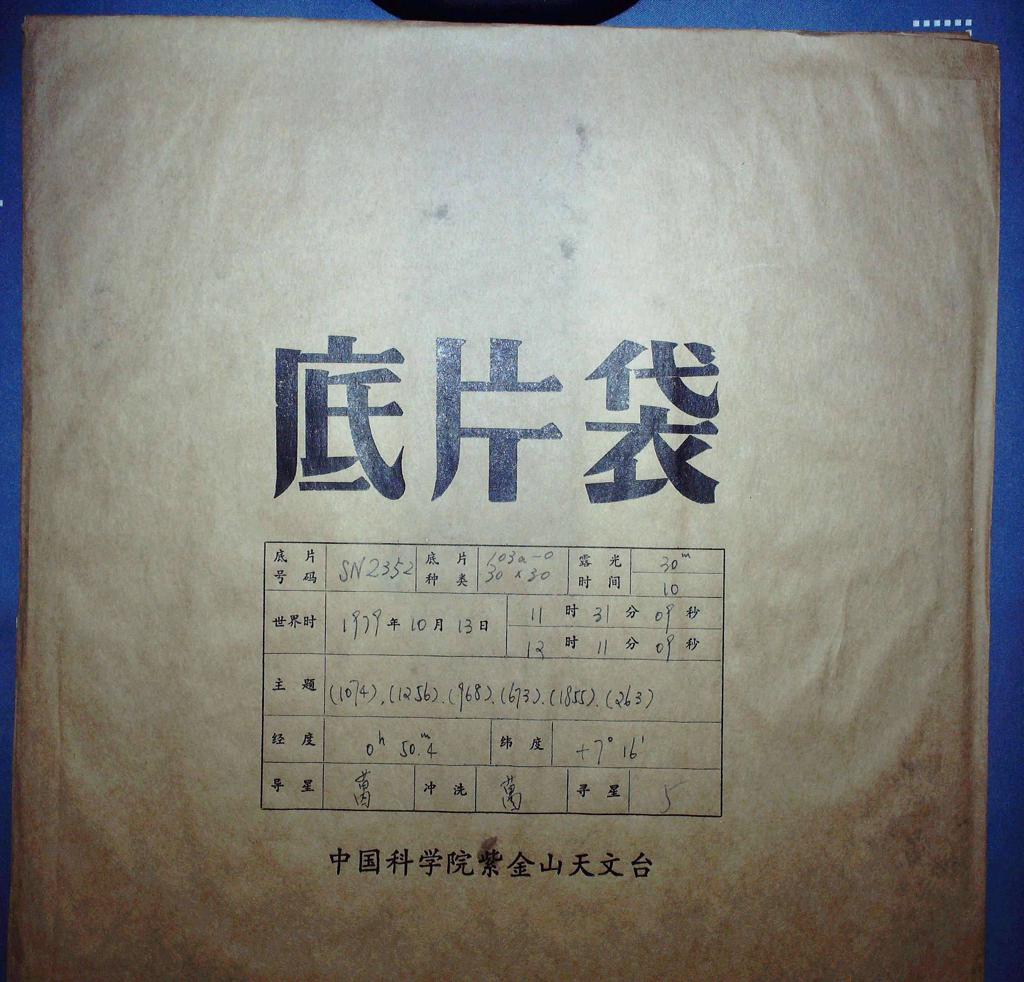 底片袋
底片号码 SN2352 底片种类 103a-0 30×30 露光时间 30ᵐ 10
世界时 1979年10月13日 11时31分09秒
12时11分09秒
主题 (1074).(1256).(968).(673).(1855).(263)
经度 0ʰ 50.ᵐ4 纬度 +7° 16′
导星 冲洗 寻星 5
中国科学院紫金山天文台